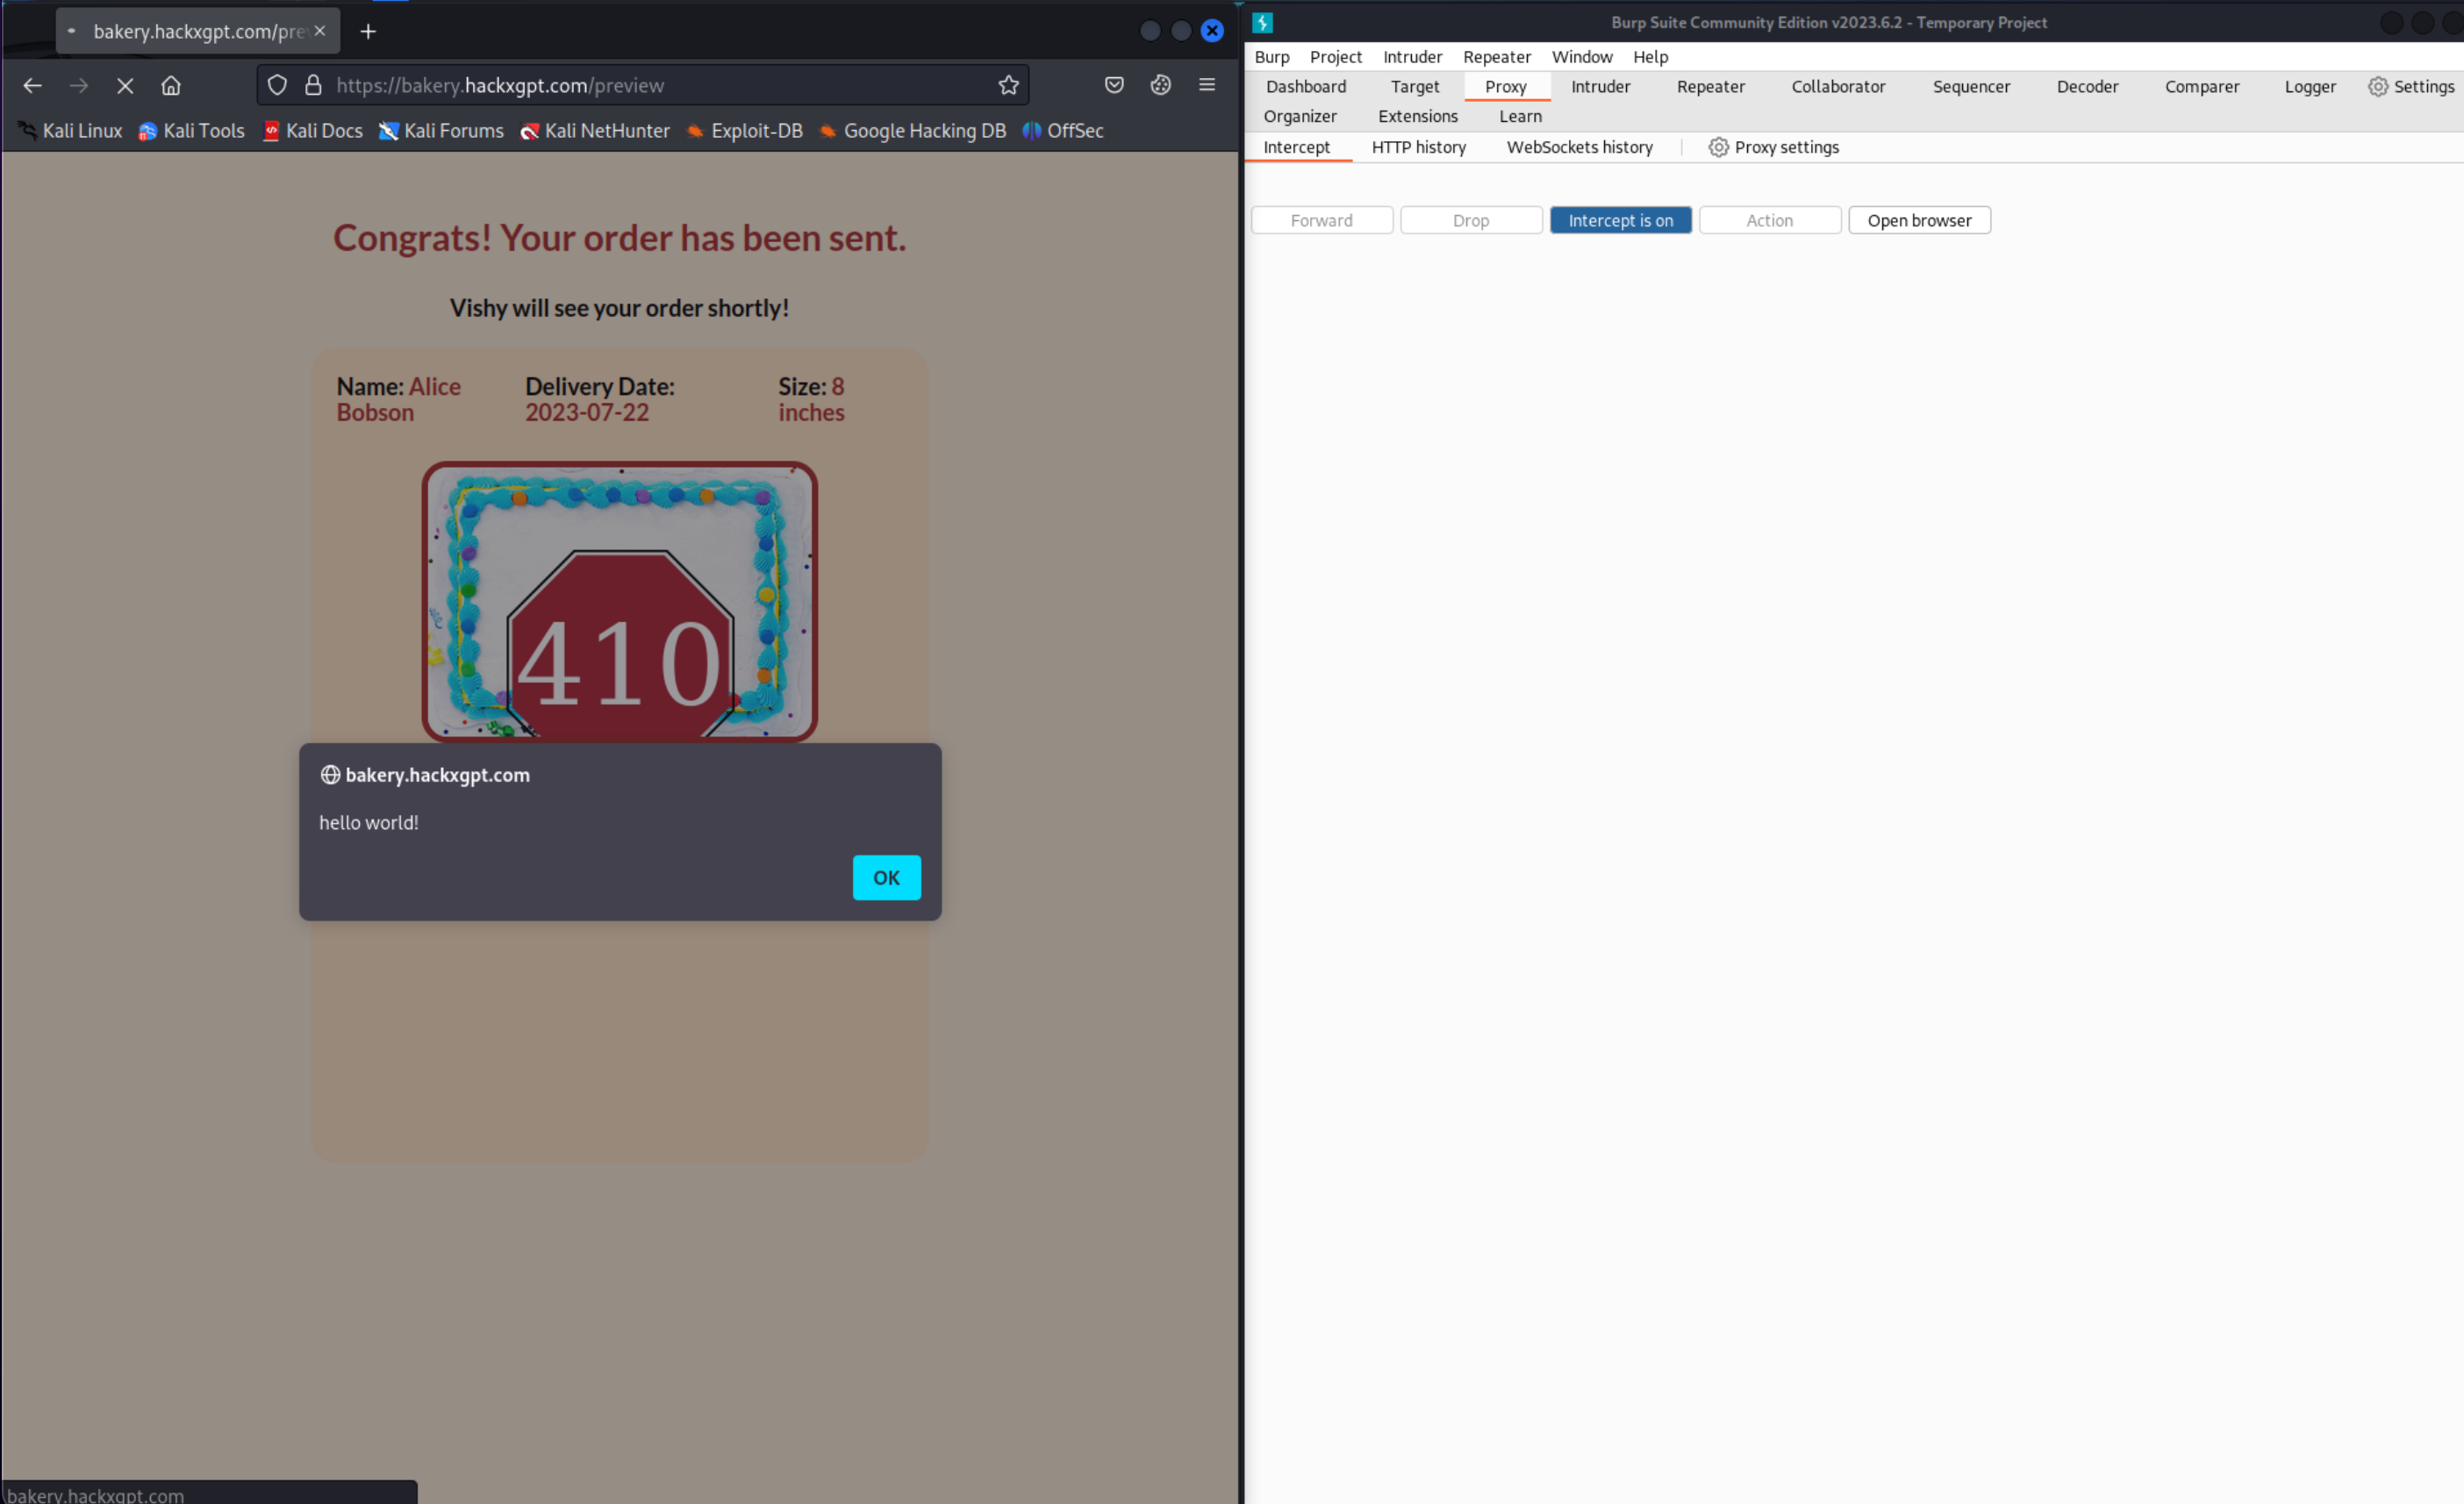 bakery.hackxgpt.com/pre
https://bakery.hackxgpt.com/preview
Kali Linux Kali Tools Kali Docs Kali Forums Kali NetHunter Exploit-DB Google Hacking DB OffSec
Congrats! Your order has been sent.
Vishy will see your order shortly!
Name: Alice
Bobson
Delivery Date:
2023-07-22
Size: 8
inches
410
bakery.hackxgpt.com
hello world!
OK
bakery.hackxgpt.com
Burp Suite Community Edition v2023.6.2 - Temporary Project
Burp Project Intruder Repeater Window Help
Dashboard Target Proxy Intruder Repeater Collaborator Sequencer Decoder Comparer Logger Settings
Organizer Extensions Learn
Intercept HTTP history WebSockets history Proxy settings
Forward Drop Intercept is on Action Open browser